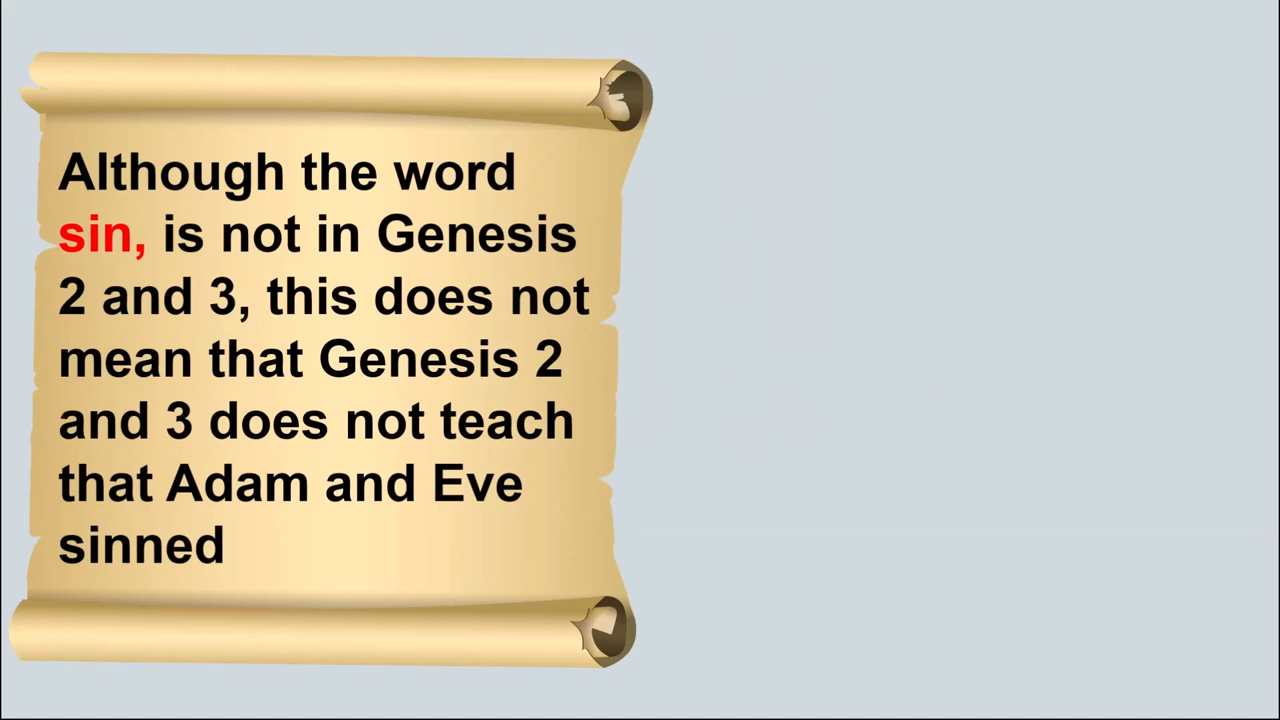 Although the word
sin, is not in Genesis
2 and 3, this does not
mean that Genesis 2
and 3 does not teach
that Adam and Eve
sinned